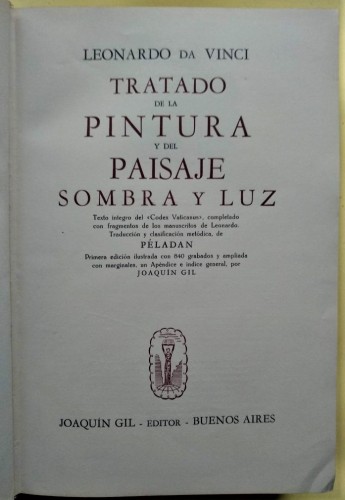 LEONARDO DA VINCI
TRATADO
DE LA
PINTURA
Y DEL
PAISAJE
SOMBRA Y LUZ
Texto íntegro del «Codex Vaticanus», completado
con fragmentos de los manuscritos de Leonardo.
Traducción y clasificación metódica, de
PÉLADAN
Primera edición ilustrada con 640 grabados y ampliada
con marginales, un Apéndice e índice general, por
JOAQUÍN GIL
JOAQUÍN GIL - EDITOR - BUENOS AIRES